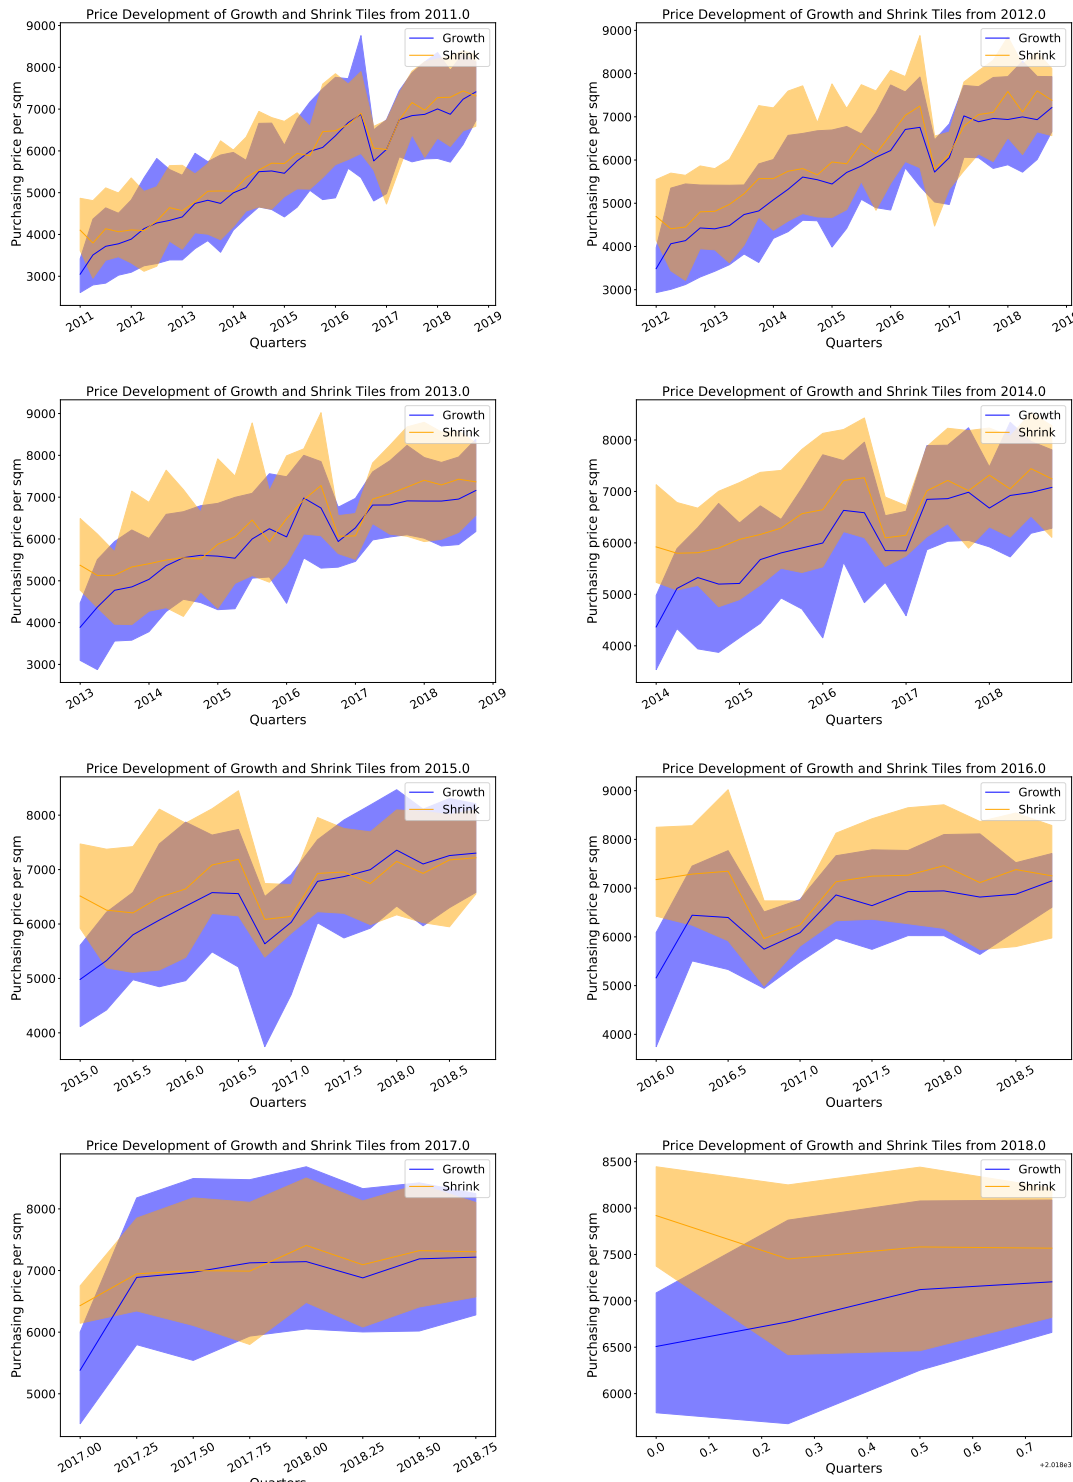 Price Development of Growth and Shrink Tiles from 2011.0
Purchasing price per sqm
9000
8000
7000
6000
5000
4000
3000
Growth
Shrink
2011
2012
2013
2014
2015
2016
2017
2018
2019
Quarters
Price Development of Growth and Shrink Tiles from 2012.0
Purchasing price per sqm
9000
8000
7000
6000
5000
4000
3000
Growth
Shrink
2012
2013
2014
2015
2016
2017
2018
Quarters
Price Development of Growth and Shrink Tiles from 2013.0
Purchasing price per sqm
9000
8000
7000
6000
5000
4000
3000
Growth
Shrink
2013
2014
2015
2016
2017
2018
2019
Quarters
Price Development of Growth and Shrink Tiles from 2014.0
Purchasing price per sqm
8000
7000
6000
5000
4000
Growth
Shrink
2014
2015
2016
2017
2018
Quarters
Price Development of Growth and Shrink Tiles from 2015.0
Purchasing price per sqm
8000
7000
6000
5000
4000
Growth
Shrink
2015.0
2015.5
2016.0
2016.5
2017.0
2017.5
2018.0
2018.5
Quarters
Price Development of Growth and Shrink Tiles from 2016.0
Purchasing price per sqm
9000
8000
7000
6000
5000
4000
Growth
Shrink
2016.0
2016.5
2017.0
2017.5
2018.0
2018.5
Quarters
Price Development of Growth and Shrink Tiles from 2017.0
Purchasing price per sqm
8000
7000
6000
5000
Growth
Shrink
2017.00
2017.25
2017.50
2017.75
2018.00
2018.25
2018.50
2018.75
Quarters
Price Development of Growth and Shrink Tiles from 2018.0
Purchasing price per sqm
8500
8000
7500
7000
6500
6000
Growth
Shrink
0.0
0.1
0.2
0.3
0.4
0.5
0.6
0.7
+2.018e3
Quarters